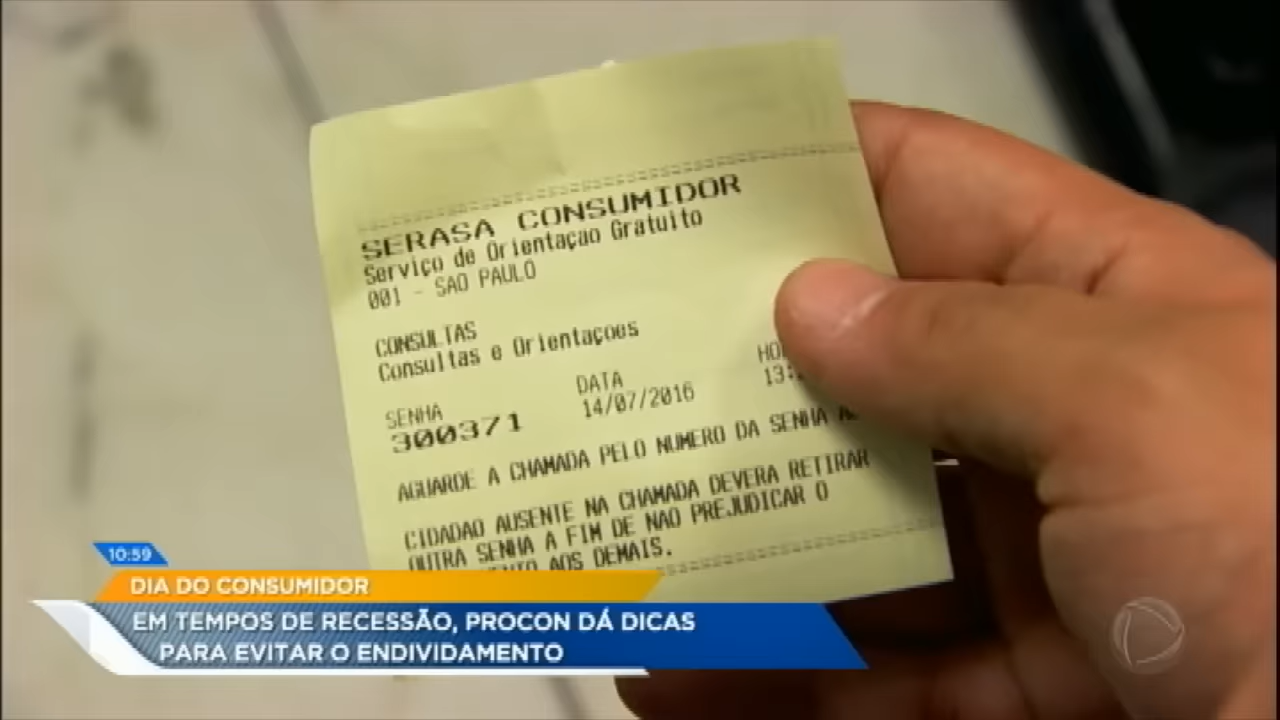 SERASA CONSUMIDOR
Serviço de Orientaçao Gratuito
001 - SAO PAULO
CONSULTAS
Consultas e Orientaçoes
SENHA
300371
DATA
14/07/2016
AGUARDE A CHAMADA PELO NUMERO DA SENHA
CIDADAO AUSENTE NA CHAMADA DEVERA RETIRAR
OUTRA SENHA A FIM DE NAO PREJUDICAR O
AOS DEMAIS.
10:59
DIA DO CONSUMIDOR
EM TEMPOS DE RECESSÃO, PROCON DÁ DICAS
PARA EVITAR O ENDIVIDAMENTO